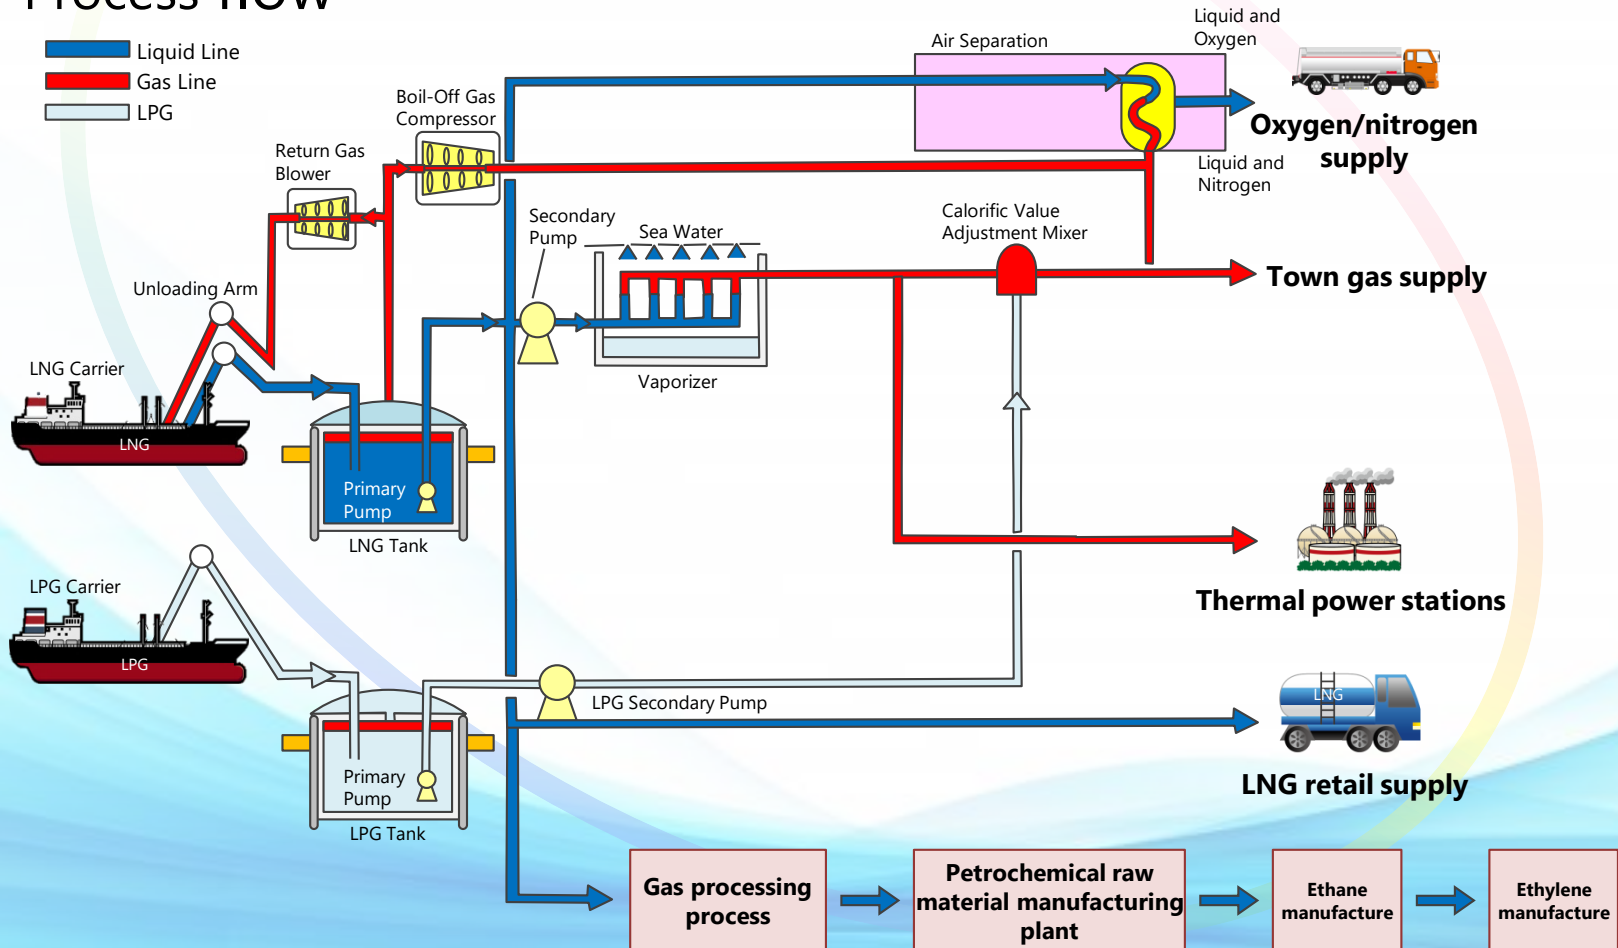 Process flow
Liquid Line
Gas Line
LPG
Air Separation
Liquid and
Oxygen
Boil-Off Gas
Compressor
Oxygen/nitrogen
supply
Return Gas
Blower
Liquid and
Nitrogen
Secondary
Pump
Sea Water
Calorific Value
Adjustment Mixer
Town gas supply
Unloading Arm
LNG Carrier
LNG
Vaporizer
Primary
Pump
LNG Tank
LPG Carrier
LPG
Thermal power stations
LPG Secondary Pump
LNG
LNG retail supply
Primary
Pump
LPG Tank
Gas processing
process
Petrochemical raw
material manufacturing
plant
Ethane
manufacture
Ethylene
manufacture